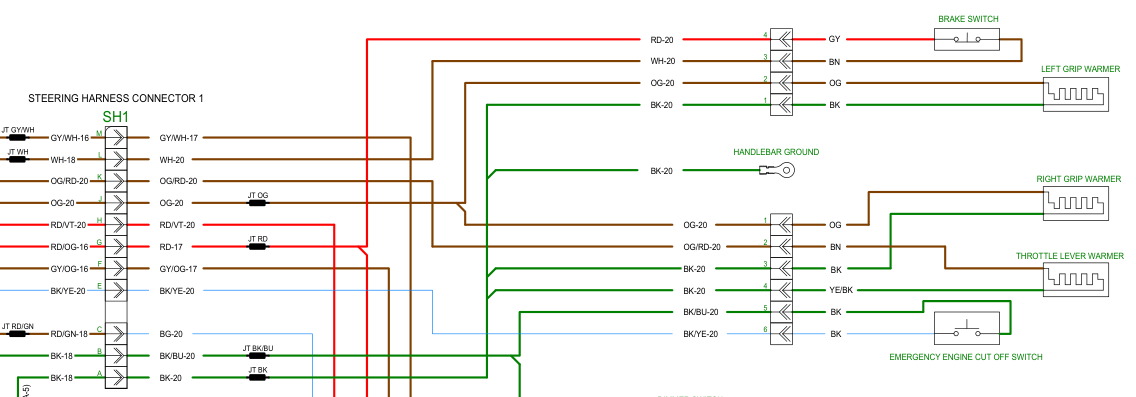 BRAKE SWITCH
RD-20 4 GY
WH-20 3 BN
LEFT GRIP WARMER
OG-20 2 OG
BK-20 1 BK
STEERING HARNESS CONNECTOR 1
SH1
JT GY/WH
GY/WH-16 M GY/WH-17
JT WH
WH-18 L WH-20
HANDLEBAR GROUND
BK-20
OG/RD-20 K OG/RD-20
RIGHT GRIP WARMER
JT OG
OG-20 J OG-20
RD/VT-20 H RD/VT-20
OG-20 1 OG
JT RD
RD/OG-16 G RD-17
OG/RD-20 2 BN
THROTTLE LEVER WARMER
GY/OG-16 F GY/OG-17
BK-20 3 BK
BK/YE-20 E BK/YE-20
BK-20 4 YE/BK
BK/BU-20 5 BK
JT RD/GN
RD/GN-18 C BG-20
BK/YE-20 6 BK
JT BK/BU
BK-18 B BK/BU-20
EMERGENCY ENGINE CUT OFF SWITCH
JT BK
BK-18 A BK-20